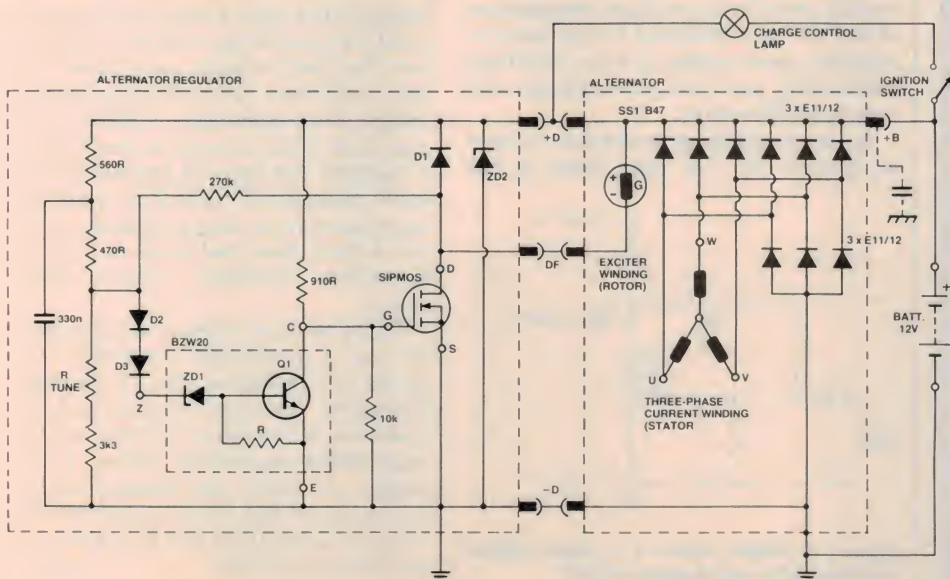 CHARGE CONTROL
LAMP
ALTERNATOR REGULATOR
ALTERNATOR
IGNITION
SWITCH
SS1 B47
3 x E11/12
+D
+B
560R
D1
ZD2
270k
+
-
G
470R
W
SIPMOS
D
DF
EXCITER
WINDING
(ROTOR)
3 x E11/12
910R
330n
D2
C
G
BATT.
12V
+
BZW20
S
D3
ZD1
Q1
R
TUNE
Z
U
V
THREE-PHASE
CURRENT WINDING
(STATOR
R
10k
3k3
E
-D